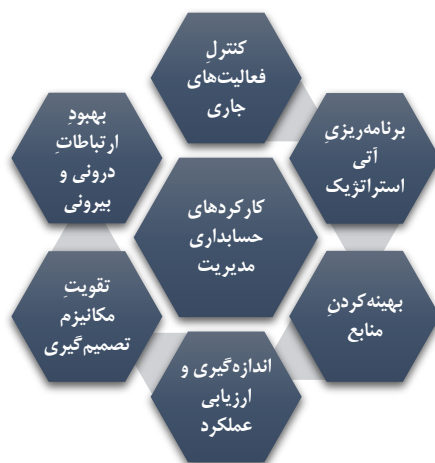 کنترلِ
فعالیت‌های
جاری
برنامه‌ریزیِ
آتی
استراتژیک
بهبودِ
ارتباطاتِ
درونی و
بیرونی
کارکردهای
حسابداری
مدیریت
بهینه‌کردنِ
منابع
تقویتِ
مکانیزم
تصمیم‌گیری
اندازه‌گیری و
ارزیابی
عملکرد